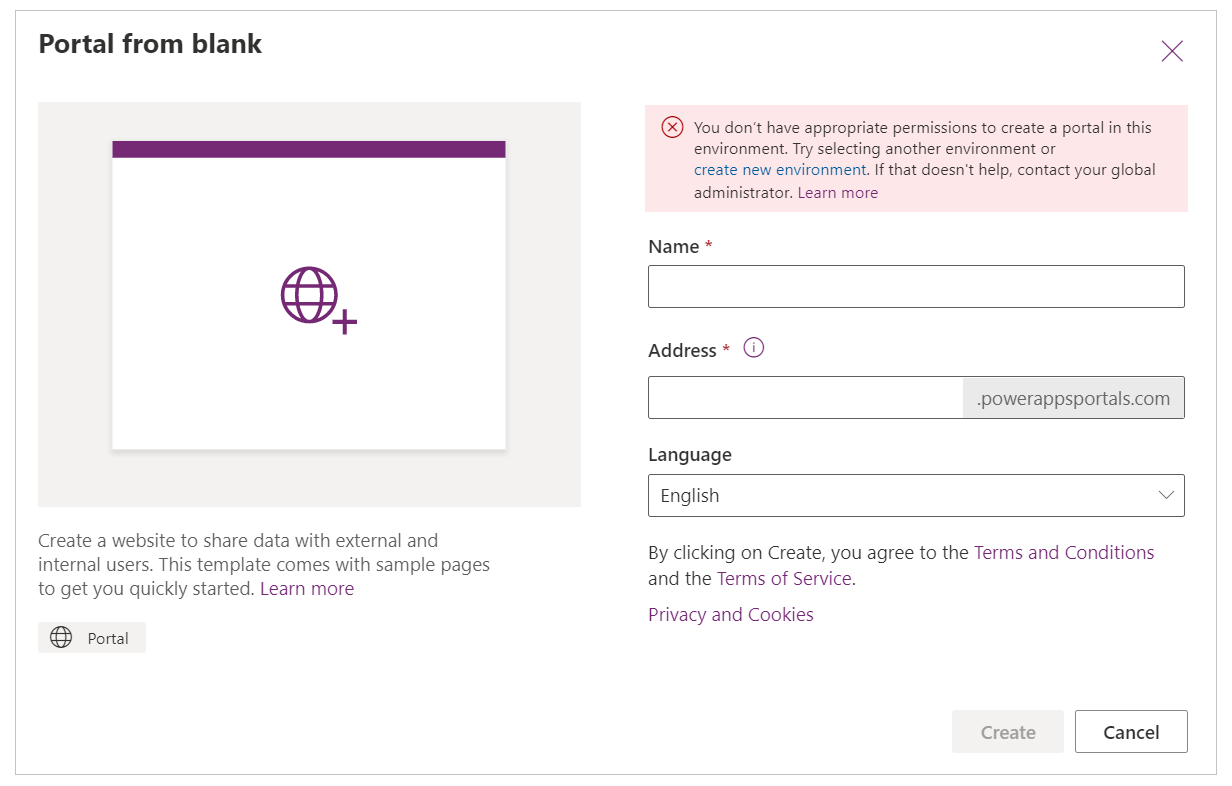 Portal from blank
You don't have appropriate permissions to create a portal in this
environment. Try selecting another environment or
create new environment. If that doesn't help, contact your global
administrator. Learn more
Name *
Address *
.powerappsportals.com
Language
English
By clicking on Create, you agree to the Terms and Conditions
and the Terms of Service.
Privacy and Cookies
Create a website to share data with external and
internal users. This template comes with sample pages
to get you quickly started. Learn more
Portal
Create
Cancel